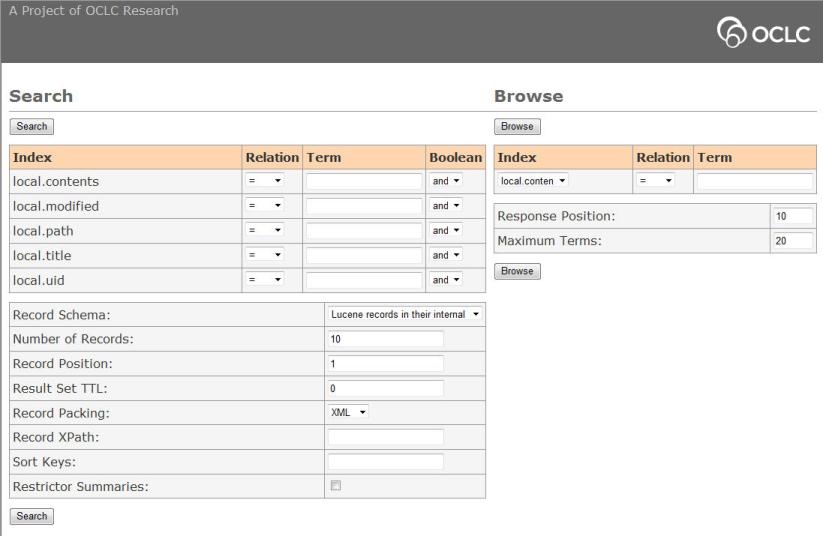 A Project of OCLC Research
OCLC
Search
Search
Index Relation Term Boolean
local.contents = and
local.modified = and
local.path = and
local.title = and
local.uid = and
Record Schema: Lucene records in their internal
Number of Records: 10
Record Position: 1
Result Set TTL: 0
Record Packing: XML
Record XPath:
Sort Keys:
Restrictor Summaries:
Search
Browse
Browse
Index Relation Term
local.conten =
Response Position: 10
Maximum Terms: 20
Browse